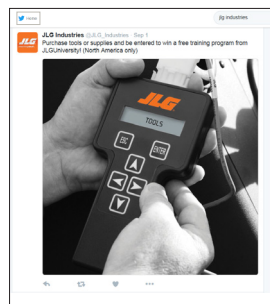 Home
jlg industries
JLG Industries @JLG_Industries · Sep 1
Purchase tools or supplies and be entered to win a free training program from
JLGUniversity! (North America only)
JLG
JLG
TOOLS
ESC
ENTER